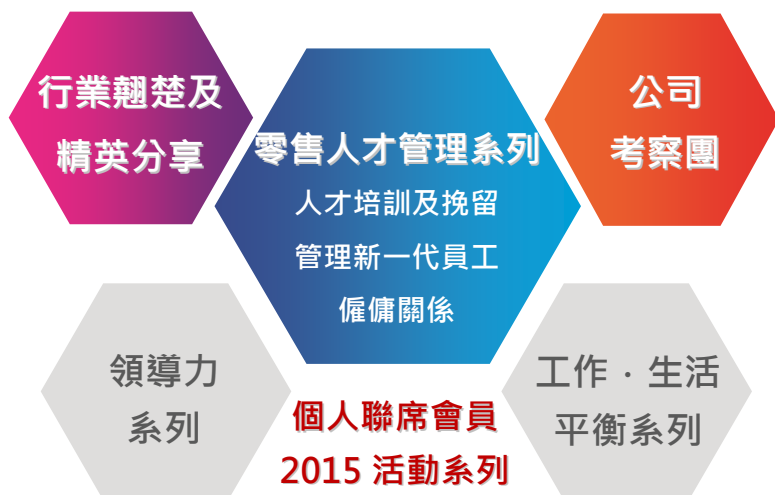 行業翹楚及
精英分享
零售人才管理系列
人才培訓及挽留
管理新一代員工
僱傭關係
公司
考察團
領導力
系列
個人聯席會員
2015 活動系列
工作．生活
平衡系列